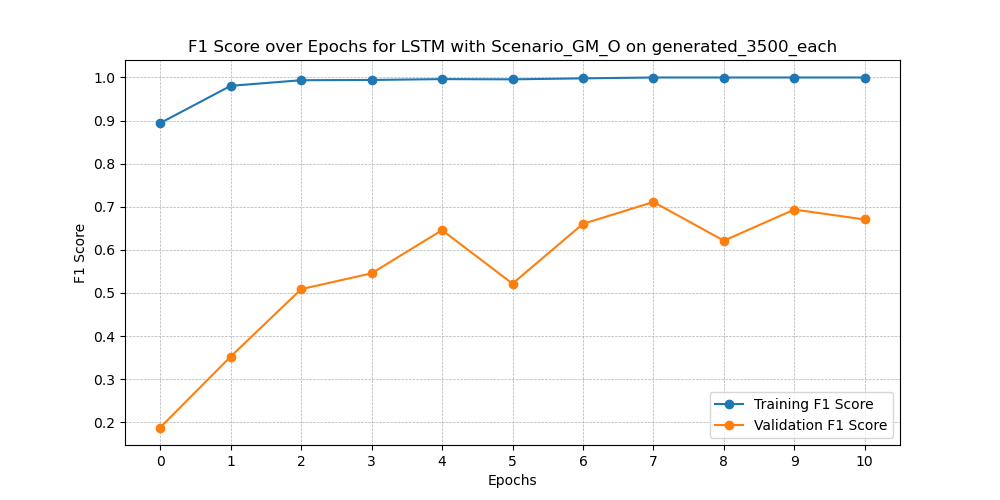 F1 Score over Epochs for LSTM with Scenario_GM_O on generated_3500_each
F1 Score
1.0
0.9
0.8
0.7
0.6
0.5
0.4
0.3
0.2
Training F1 Score
Validation F1 Score
0 1 2 3 4 5 6 7 8 9 10
Epochs